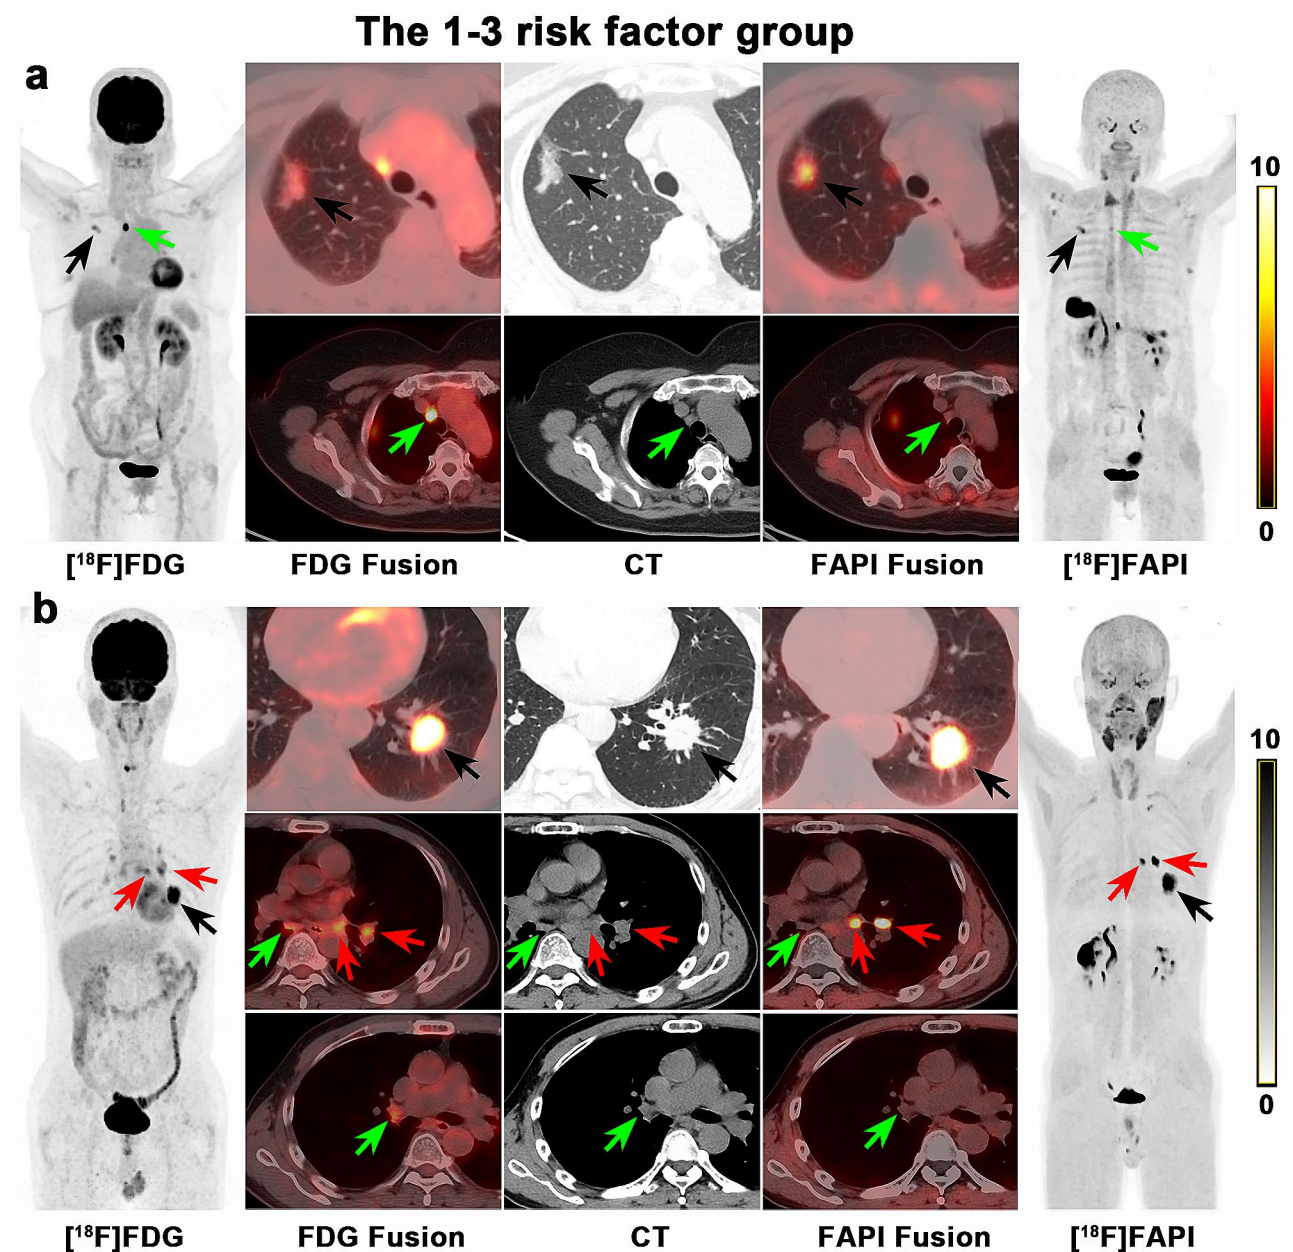 The 1-3 risk factor group
a
10
0
[¹⁸F]FDG
FDG Fusion
CT
FAPI Fusion
[¹⁸F]FAPI
b
10
0
[¹⁸F]FDG
FDG Fusion
CT
FAPI Fusion
[¹⁸F]FAPI